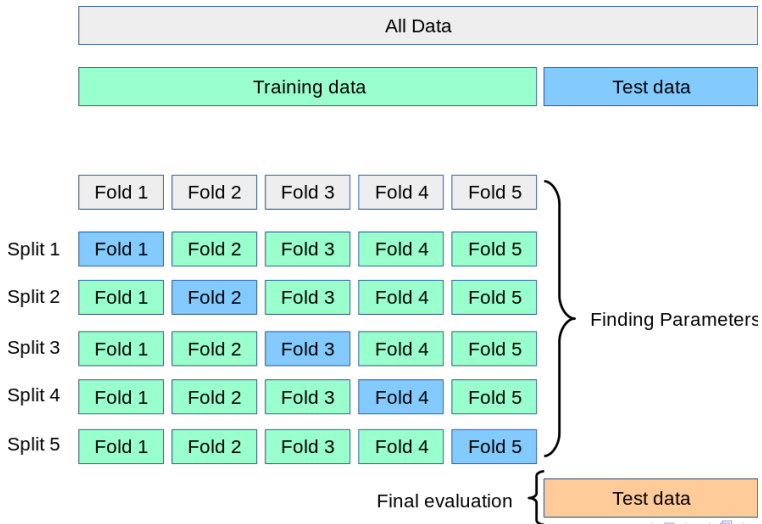 All Data
Training data Test data
Fold 1 Fold 2 Fold 3 Fold 4 Fold 5
Split 1 Fold 1 Fold 2 Fold 3 Fold 4 Fold 5
Split 2 Fold 1 Fold 2 Fold 3 Fold 4 Fold 5
Finding Parameters
Split 3 Fold 1 Fold 2 Fold 3 Fold 4 Fold 5
Split 4 Fold 1 Fold 2 Fold 3 Fold 4 Fold 5
Split 5 Fold 1 Fold 2 Fold 3 Fold 4 Fold 5
Final evaluation Test data